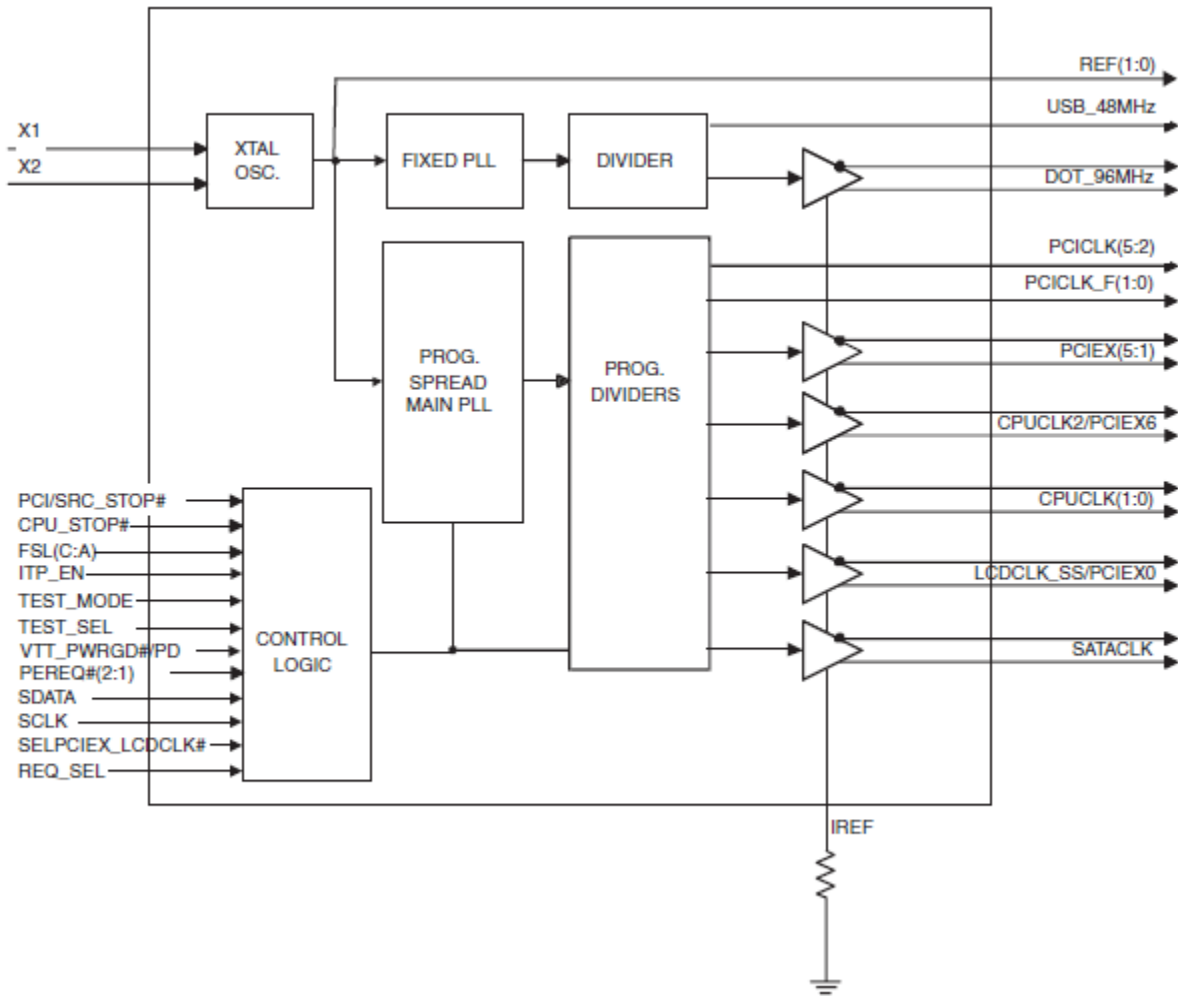 REF(1:0)
USB_48MHz
X1
X2
XTAL
OSC.
FIXED PLL
DIVIDER
DOT_96MHz
PCICLK(5:2)
PCICLK_F(1:0)
PROG.
SPREAD
MAIN PLL
PROG.
DIVIDERS
PCIEX(5:1)
CPUCLK2/PCIEX6
CPUCLK(1:0)
LCDCLK_SS/PCIEX0
SATACLK
PCI/SRC_STOP#
CPU_STOP#
FSL(C:A)
ITP_EN
TEST_MODE
TEST_SEL
VTT_PWRGD#/PD
PEREQ#(2:1)
SDATA
SCLK
SELPCIEX_LCDCLK#
REQ_SEL
CONTROL
LOGIC
IREF